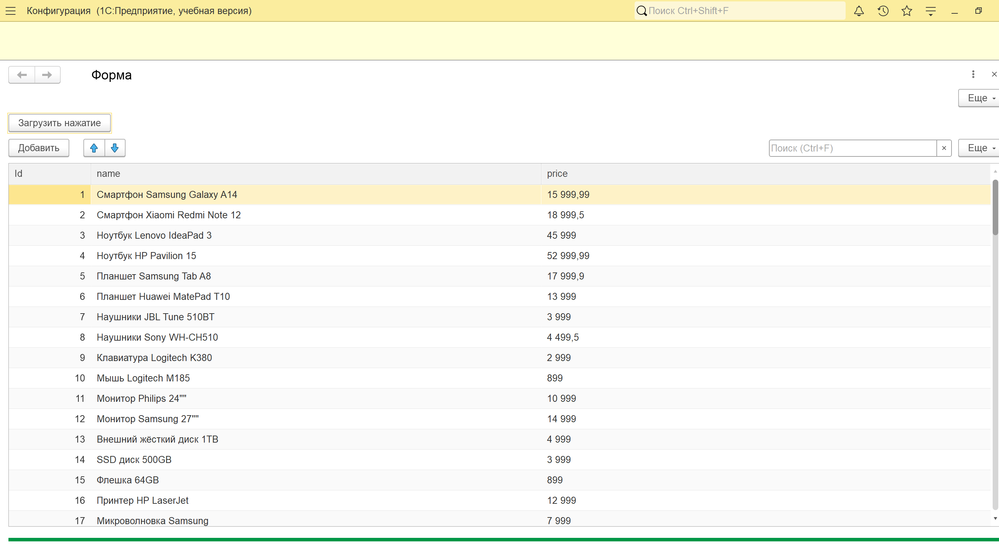 Конфигурация (1С:Предприятие, учебная версия) Поиск Ctrl+Shift+F
Форма
Еще
Загрузить нажатие
Добавить Поиск (Ctrl+F) × Еще
Id name price
1 Смартфон Samsung Galaxy A14 15 999,99
2 Смартфон Xiaomi Redmi Note 12 18 999,5
3 Ноутбук Lenovo IdeaPad 3 45 999
4 Ноутбук HP Pavilion 15 52 999,99
5 Планшет Samsung Tab A8 17 999,9
6 Планшет Huawei MatePad T10 13 999
7 Наушники JBL Tune 510BT 3 999
8 Наушники Sony WH-CH510 4 499,5
9 Клавиатура Logitech K380 2 999
10 Мышь Logitech M185 899
11 Монитор Philips 24"" 10 999
12 Монитор Samsung 27"" 14 999
13 Внешний жёсткий диск 1TB 4 999
14 SSD диск 500GB 3 999
15 Флешка 64GB 899
16 Принтер HP LaserJet 12 999
17 Микроволновка Samsung 7 999